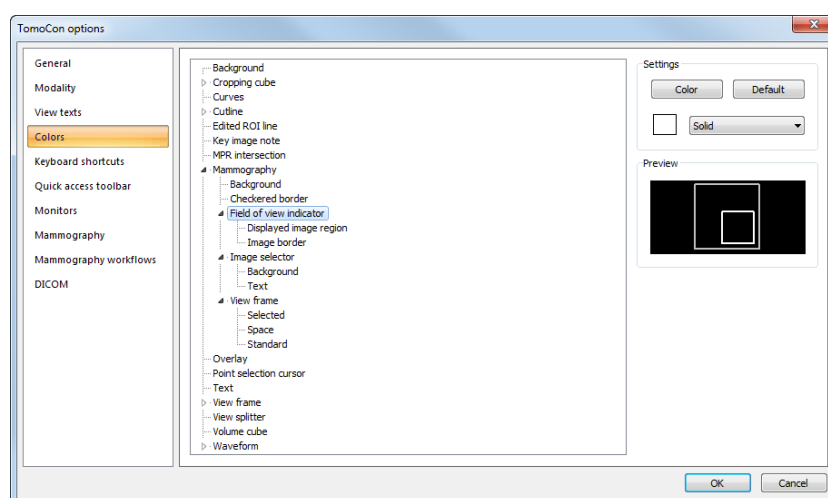 TomoCon options
General
Modality
View texts
Colors
Keyboard shortcuts
Quick access toolbar
Monitors
Mammography
Mammography workflows
DICOM
Background
Cropping cube
Curves
Cutline
Edited ROI line
Key image note
MPR intersection
Mammography
Background
Checkered border
Field of view indicator
Displayed image region
Image border
Image selector
Background
Text
View frame
Selected
Space
Standard
Overlay
Point selection cursor
Text
View frame
View splitter
Volume cube
Waveform
Settings
Color Default
Solid
Preview
OK Cancel